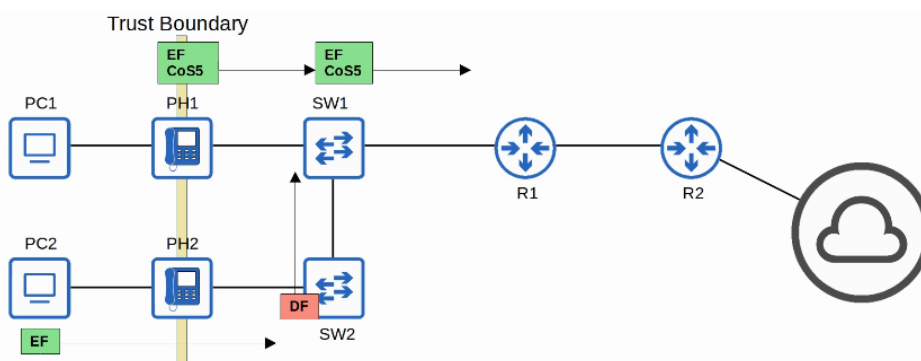 Trust Boundary
EF
CoS5
EF
CoS5
PC1
PH1
SW1
R1
R2
PC2
PH2
DF
SW2
EF